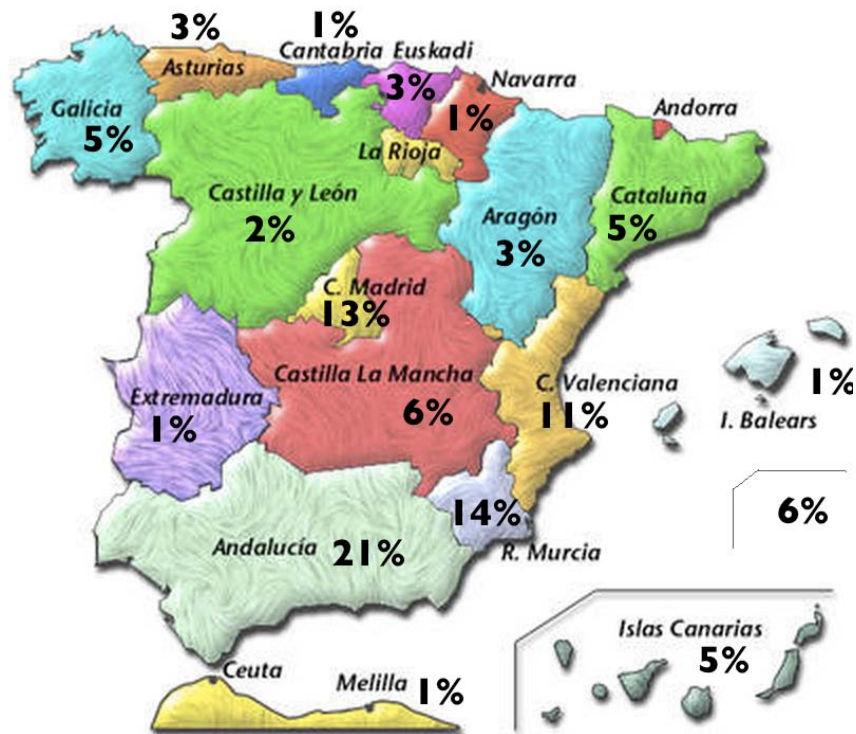 3%
1%
Cantabria Euskadi
Asturias
3%
Navarra
Galicia
5%
1%
Andorra
La Rioja
Castilla y León
2%
Aragón
3%
Cataluña
5%
C. Madrid
13%
Castilla La Mancha
6%
C. Valenciana
11%
1%
I. Balears
Extremadura
1%
6%
14%
R. Murcia
Andalucía 21%
Islas Canarias
5%
Ceuta
Melilla 1%